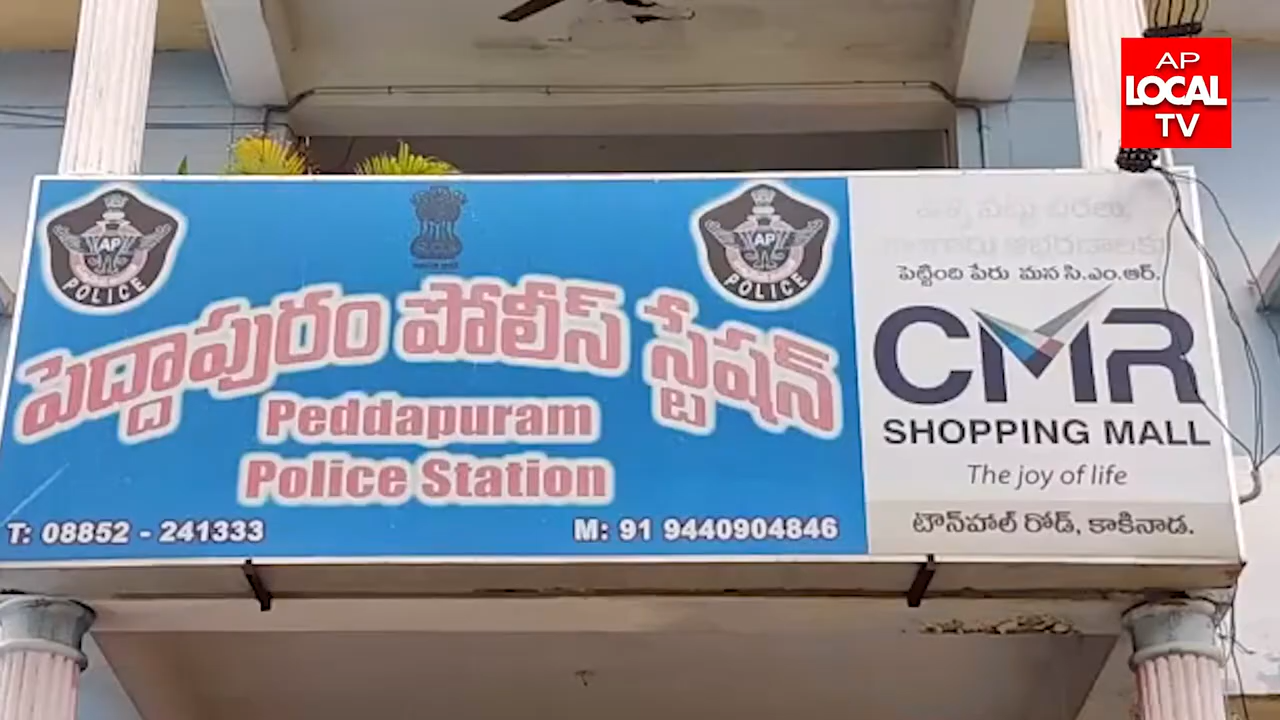 AP
LOCAL
TV
AP
POLICE
AP
POLICE
పెద్దాపురం పోలీస్ స్టేషన్
Peddapuram
Police Station
T: 08852 - 241333
M: 91 9440904846
పెట్టింది పేరు మన సి.ఎం.ఆర్.
CMR
SHOPPING MALL
The joy of life
టౌన్‌హాల్ రోడ్, కాకినాడ.